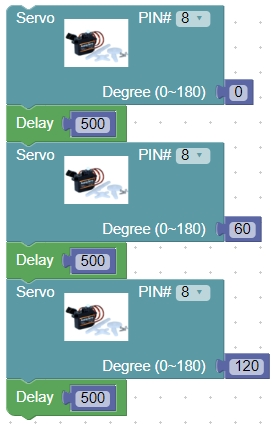 Servo PIN# 8
Degree (0~180) 0
Delay 500
Servo PIN# 8
Degree (0~180) 60
Delay 500
Servo PIN# 8
Degree (0~180) 120
Delay 500